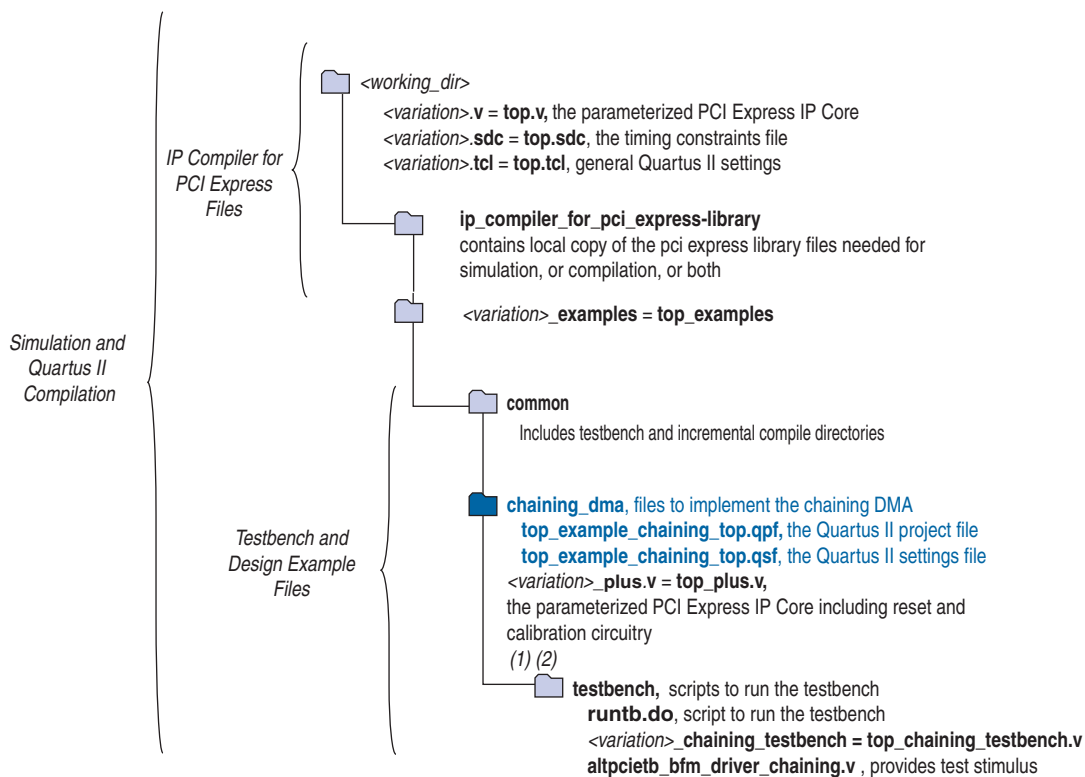 <working_dir>
<variation>.v = top.v, the parameterized PCI Express IP Core
<variation>.sdc = top.sdc, the timing constraints file
<variation>.tcl = top.tcl, general Quartus II settings
IP Compiler for
PCI Express
Files
ip_compiler_for_pci_express-library
contains local copy of the pci express library files needed for
simulation, or compilation, or both
<variation>_examples = top_examples
Simulation and
Quartus II
Compilation
common
Includes testbench and incremental compile directories
Testbench and
Design Example
Files
chaining_dma, files to implement the chaining DMA
top_example_chaining_top.qpf, the Quartus II project file
top_example_chaining_top.qsf, the Quartus II settings file
<variation>_plus.v = top_plus.v,
the parameterized PCI Express IP Core including reset and
calibration circuitry
(1) (2)
testbench, scripts to run the testbench
runtb.do, script to run the testbench
<variation>_chaining_testbench = top_chaining_testbench.v
altpcietb_bfm_driver_chaining.v , provides test stimulus